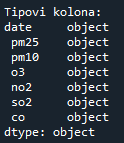 Tipovi kolona:
date     object
 pm25    object
 pm10    object
 o3      object
 no2     object
 so2     object
 co      object
dtype: object